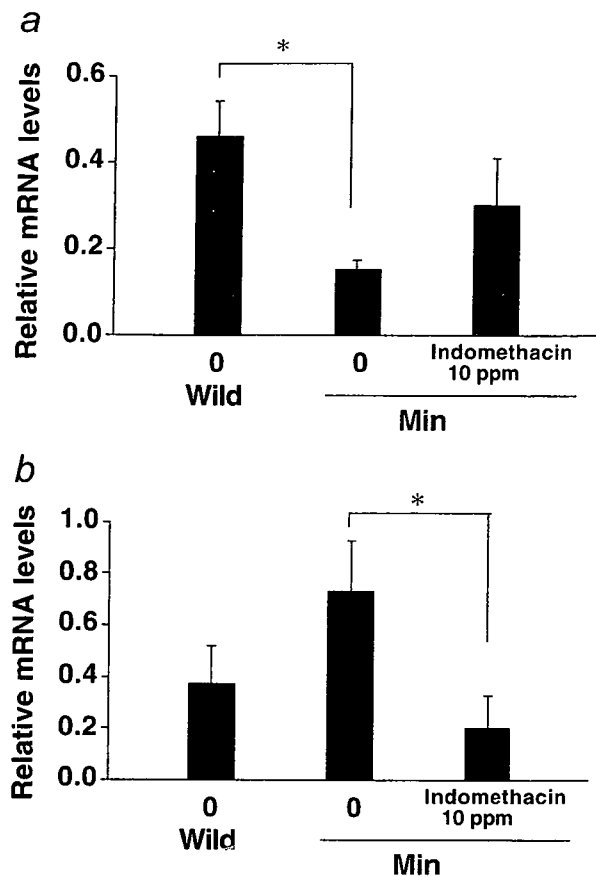 a
*
Relative mRNA levels
0.6
0.4
0.2
0.0
0
0
Indomethacin
10 ppm
Wild
Min
b
*
Relative mRNA levels
1.0
0.8
0.6
0.4
0.2
0.0
0
0
Indomethacin
10 ppm
Wild
Min